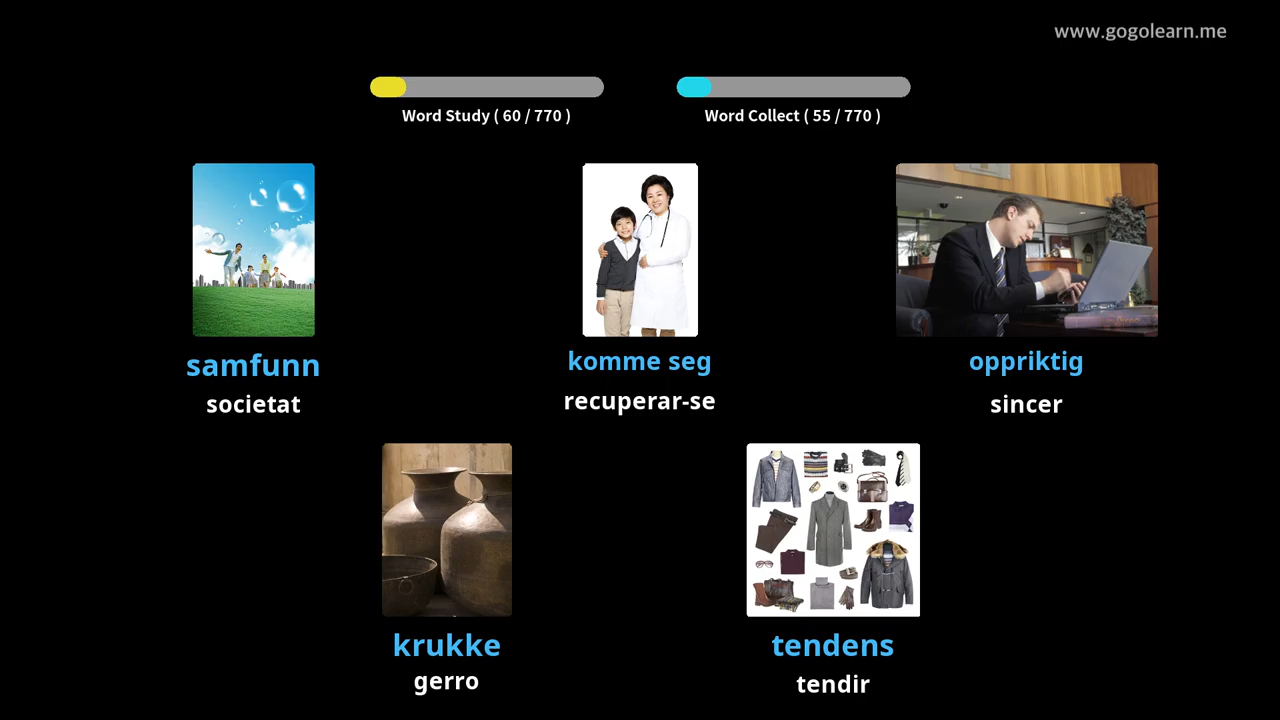 www.gogolearn.me
Word Study ( 60 / 770 )
Word Collect ( 55 / 770 )
samfunn
societat
komme seg
recuperar-se
oppriktig
sincer
krukke
gerro
tendens
tendir